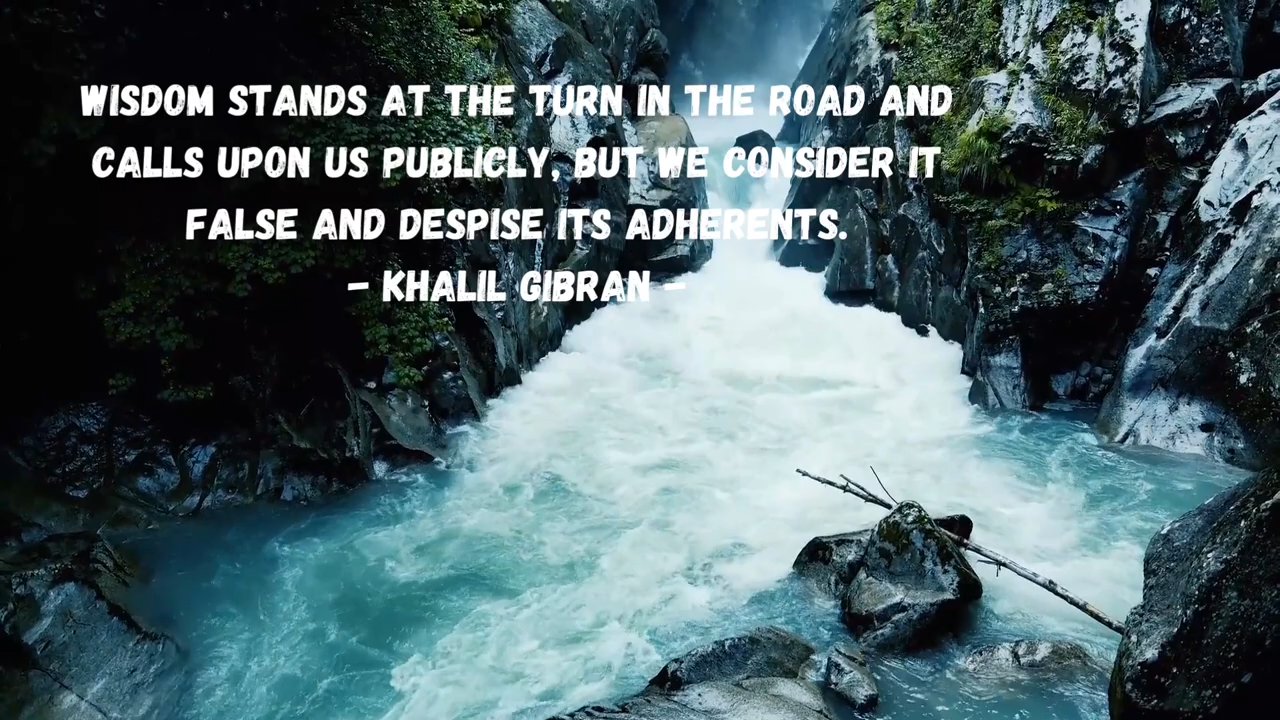 WISDOM STANDS AT THE TURN IN THE ROAD AND
CALLS UPON US PUBLICLY, BUT WE CONSIDER IT
FALSE AND DESPISE ITS ADHERENTS.
- KHALIL GIBRAN -